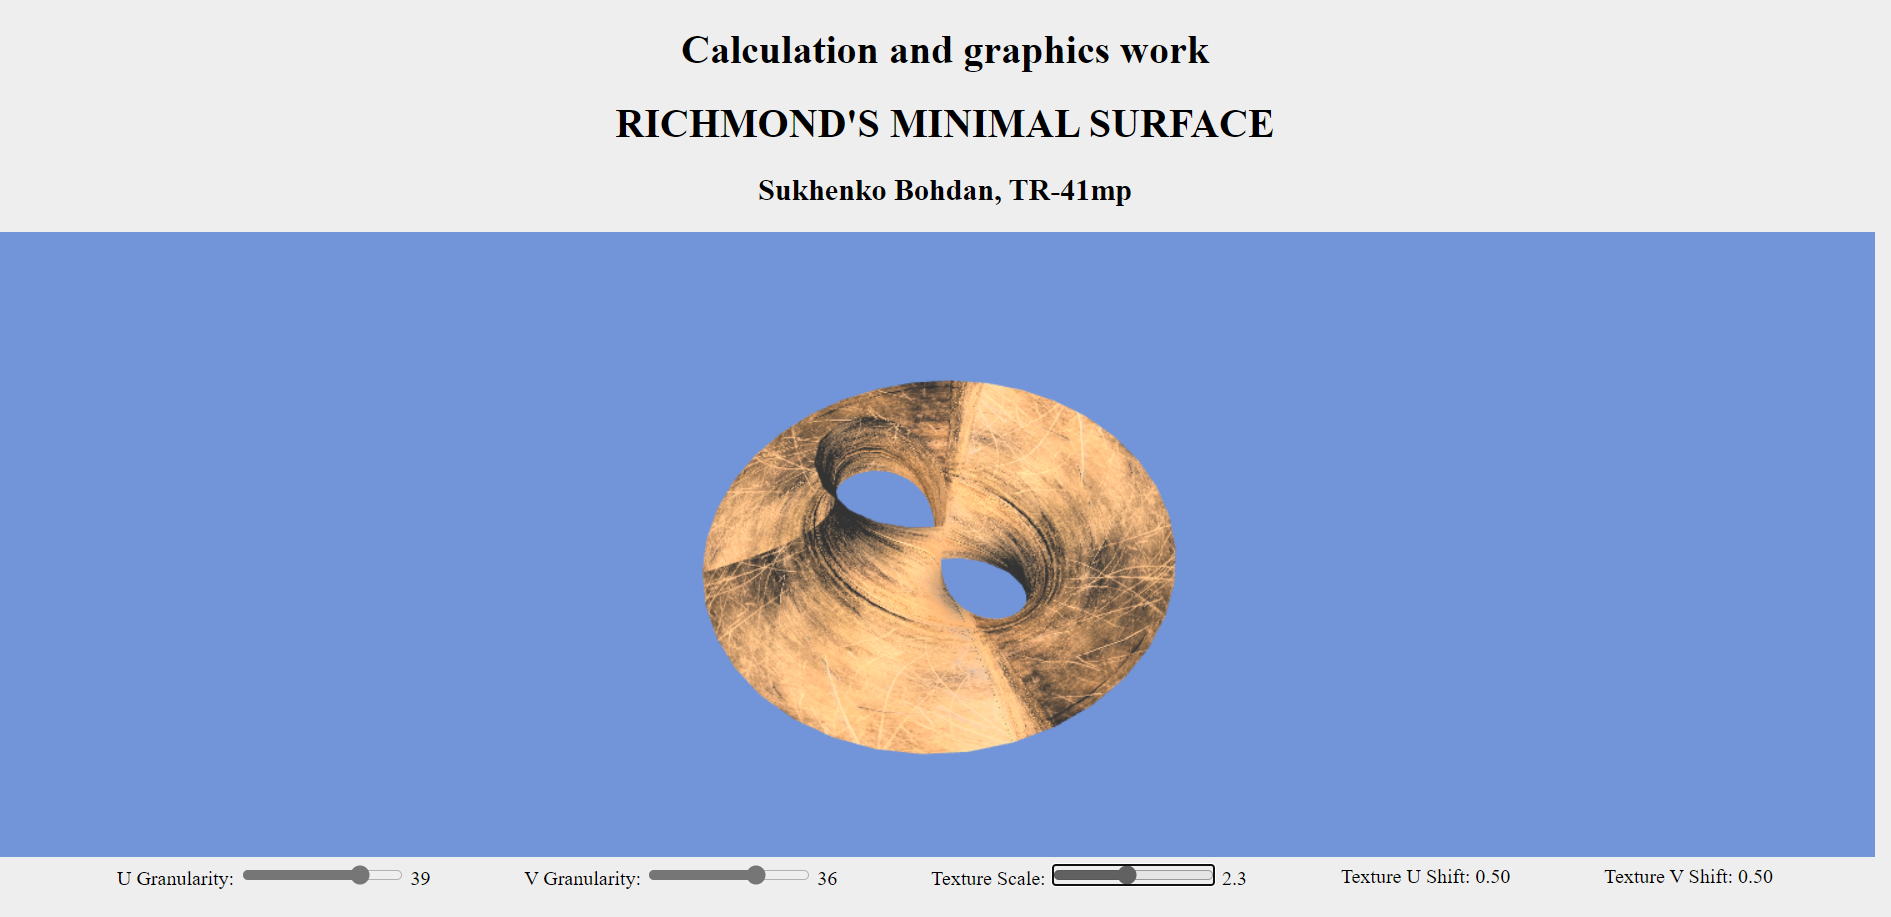 Calculation and graphics work
RICHMOND'S MINIMAL SURFACE
Sukhenko Bohdan, TR-41mp
U Granularity: 39 V Granularity: 36 Texture Scale: 2.3 Texture U Shift: 0.50 Texture V Shift: 0.50